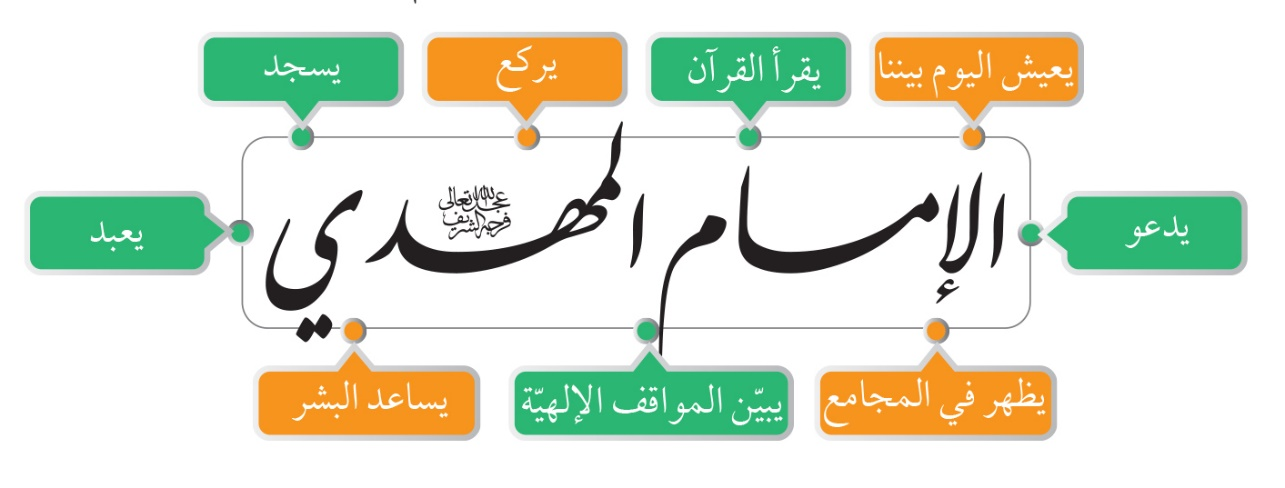 يعيش اليوم بيننا
يقرأ القرآن
يركع
يسجد
يدعو
الإمام المهدي
عجل الله تعالى
فرجه الشريف
يعبد
يظهر في المجامع
يبيّن المواقف الإلهيّة
يساعد البشر